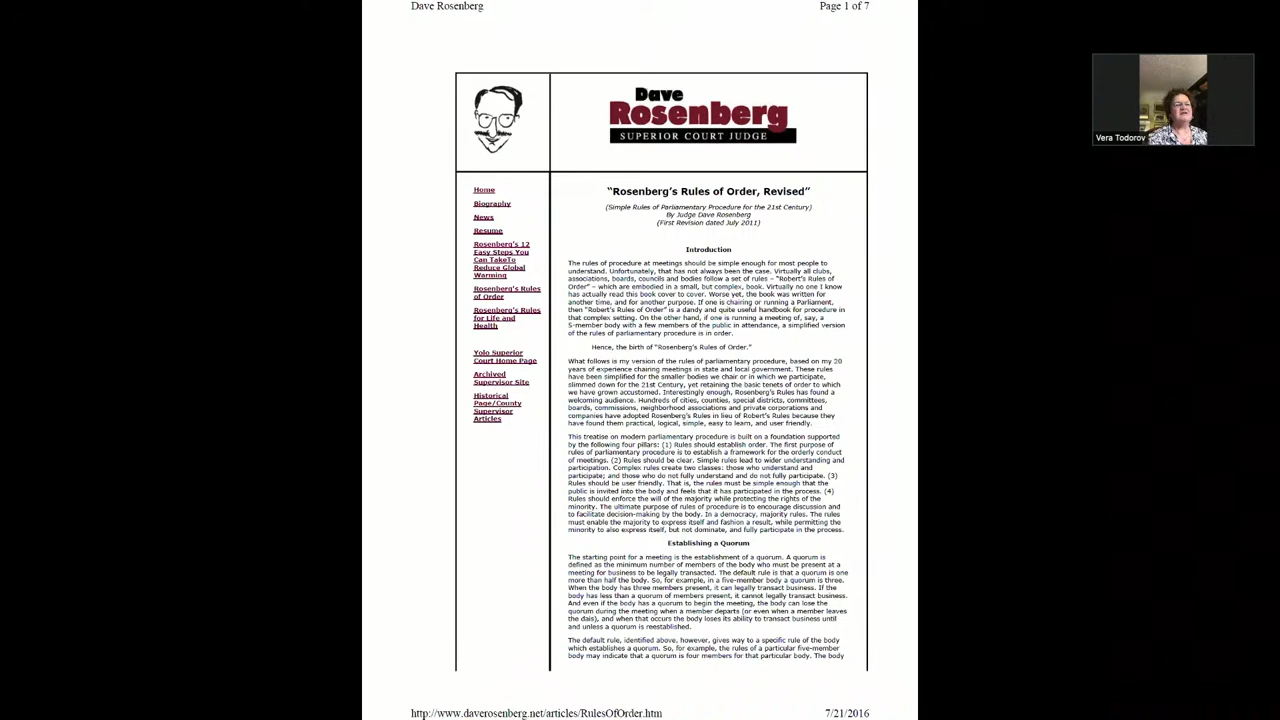 Dave Rosenberg
Page 1 of 7
Dave
Rosenberg
SUPERIOR COURT JUDGE
Vera Todorov
Home
Biography
News
Resume
Rosenberg's 12
Easy Steps You
Can TakeTo
Reduce Global
Warming
Rosenberg's Rules
of Order
Rosenberg's Rules
for Life and
Health
Yolo Superior
Court Home Page
Archived
Supervisor Site
Historical
Page/County
Supervisor
Articles
“Rosenberg’s Rules of Order, Revised”
(Simple Rules of Parliamentary Procedure for the 21st Century)
By Judge Dave Rosenberg
(First Revision dated July 2011)
Introduction
The rules of procedure at meetings should be simple enough for most people to
understand. Unfortunately, that has not always been the case. Virtually all clubs,
associations, boards, councils and bodies follow a set of rules – “Robert’s Rules of
Order” – which are embodied in a small, but complex, book. Virtually no one I know
has actually read this book cover to cover. Worse yet, the book was written for
another time, and for another purpose. If one is chairing or running a Parliament,
then “Robert’s Rules of Order” is a dandy and quite useful handbook for procedure in
that complex setting. On the other hand, if one is running a meeting of, say, a
5-member body with a few members of the public in attendance, a simplified version
of the rules of parliamentary procedure is in order.
Hence, the birth of “Rosenberg’s Rules of Order.”
What follows is my version of the rules of parliamentary procedure, based on my 20
years of experience chairing meetings in state and local government. These rules
have been simplified for the smaller bodies we chair or in which we participate,
slimmed down for the 21st Century, yet retaining the basic tenets of order to which
we have grown accustomed. Interestingly enough, Rosenberg’s Rules has found a
welcoming audience. Hundreds of cities, counties, special districts, committees,
boards, commissions, neighborhood associations and private corporations and
companies have adopted Rosenberg’s Rules in lieu of Robert’s Rules because they
have found them practical, logical, simple, easy to learn, and user friendly.
This treatise on modern parliamentary procedure is built on a foundation supported
by the following four pillars: (1) Rules should establish order. The first purpose of
rules of parliamentary procedure is to establish a framework for the orderly conduct
of meetings. (2) Rules should be clear. Simple rules lead to wider understanding and
participation. Complex rules create two classes: those who understand and
participate; and those who do not fully understand and do not fully participate. (3)
Rules should be user friendly. That is, the rules must be simple enough that the
public is invited into the body and feels that it has participated in the process. (4)
Rules should enforce the will of the majority while protecting the rights of the
minority. The ultimate purpose of rules of procedure is to encourage discussion and
to facilitate decision-making by the body. In a democracy, majority rules. The rules
must enable the majority to express itself and fashion a result, while permitting the
minority to also express itself, but not dominate, and fully participate in the process.
Establishing a Quorum
The starting point for a meeting is the establishment of a quorum. A quorum is
defined as the minimum number of members of the body who must be present at a
meeting for business to be legally transacted. The default rule is that a quorum is one
more than half the body. So, for example, in a five-member body a quorum is three.
When the body has three members present, it can legally transact business. If the
body has less than a quorum of members present, it cannot legally transact business.
And even if the body has a quorum to begin the meeting, the body can lose the
quorum during the meeting when a member departs (or even when a member leaves
the dais), and when that occurs the body loses its ability to transact business until
and unless a quorum is reestablished.
The default rule, identified above, however, gives way to a specific rule of the body
which establishes a quorum. So, for example, the rules of a particular five-member
body may indicate that a quorum is four members for that particular body. The body
http://www.daverosenberg.net/articles/RulesOfOrder.htm
7/21/2016